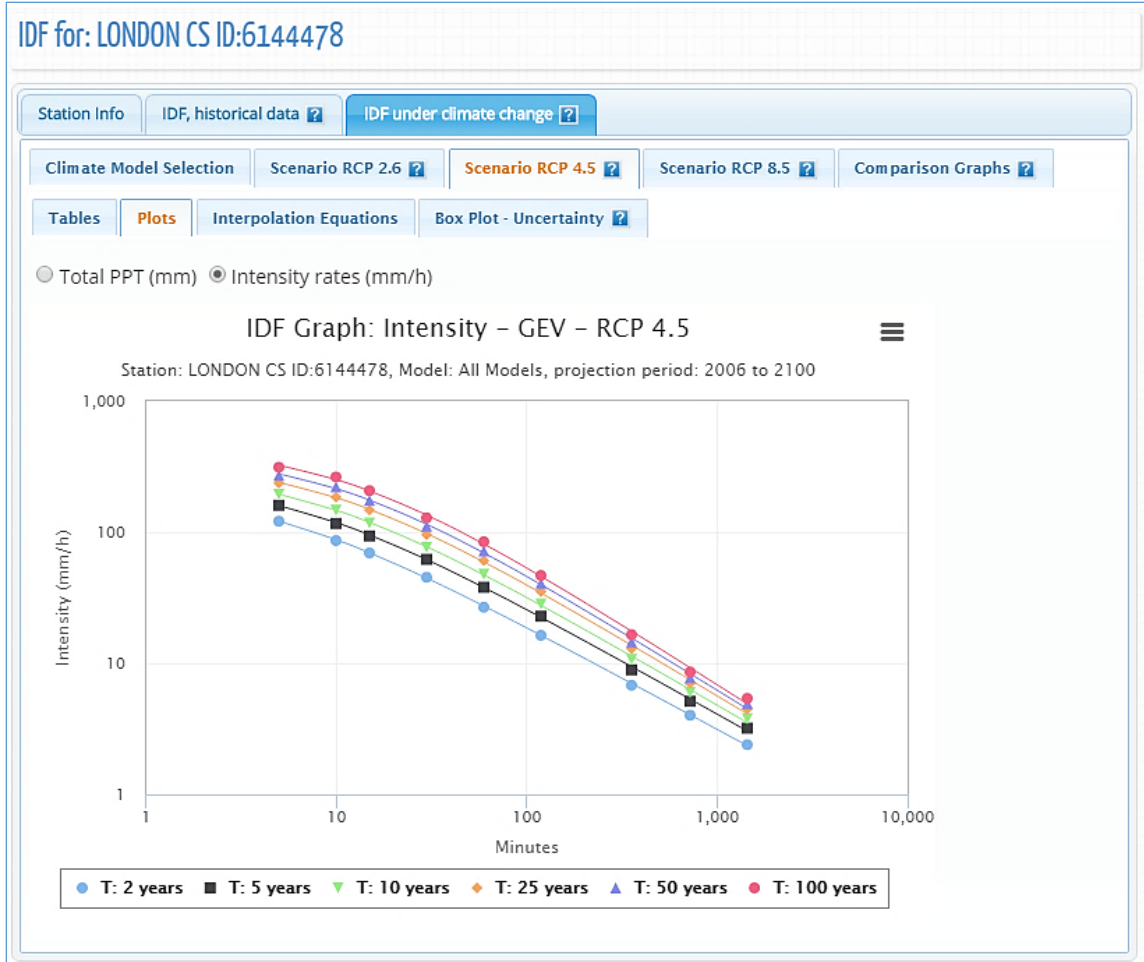 IDF for: LONDON CS ID:6144478
Station Info IDF, historical data ? IDF under climate change ?
Climate Model Selection Scenario RCP 2.6 ? Scenario RCP 4.5 ? Scenario RCP 8.5 ? Comparison Graphs ?
Tables Plots Interpolation Equations Box Plot - Uncertainty ?
Total PPT (mm) Intensity rates (mm/h)
IDF Graph: Intensity – GEV – RCP 4.5
Station: LONDON CS ID:6144478, Model: All Models, projection period: 2006 to 2100
1,000
100
10
1
Intensity (mm/h)
1 10 100 1,000 10,000
Minutes
T: 2 years T: 5 years T: 10 years T: 25 years T: 50 years T: 100 years